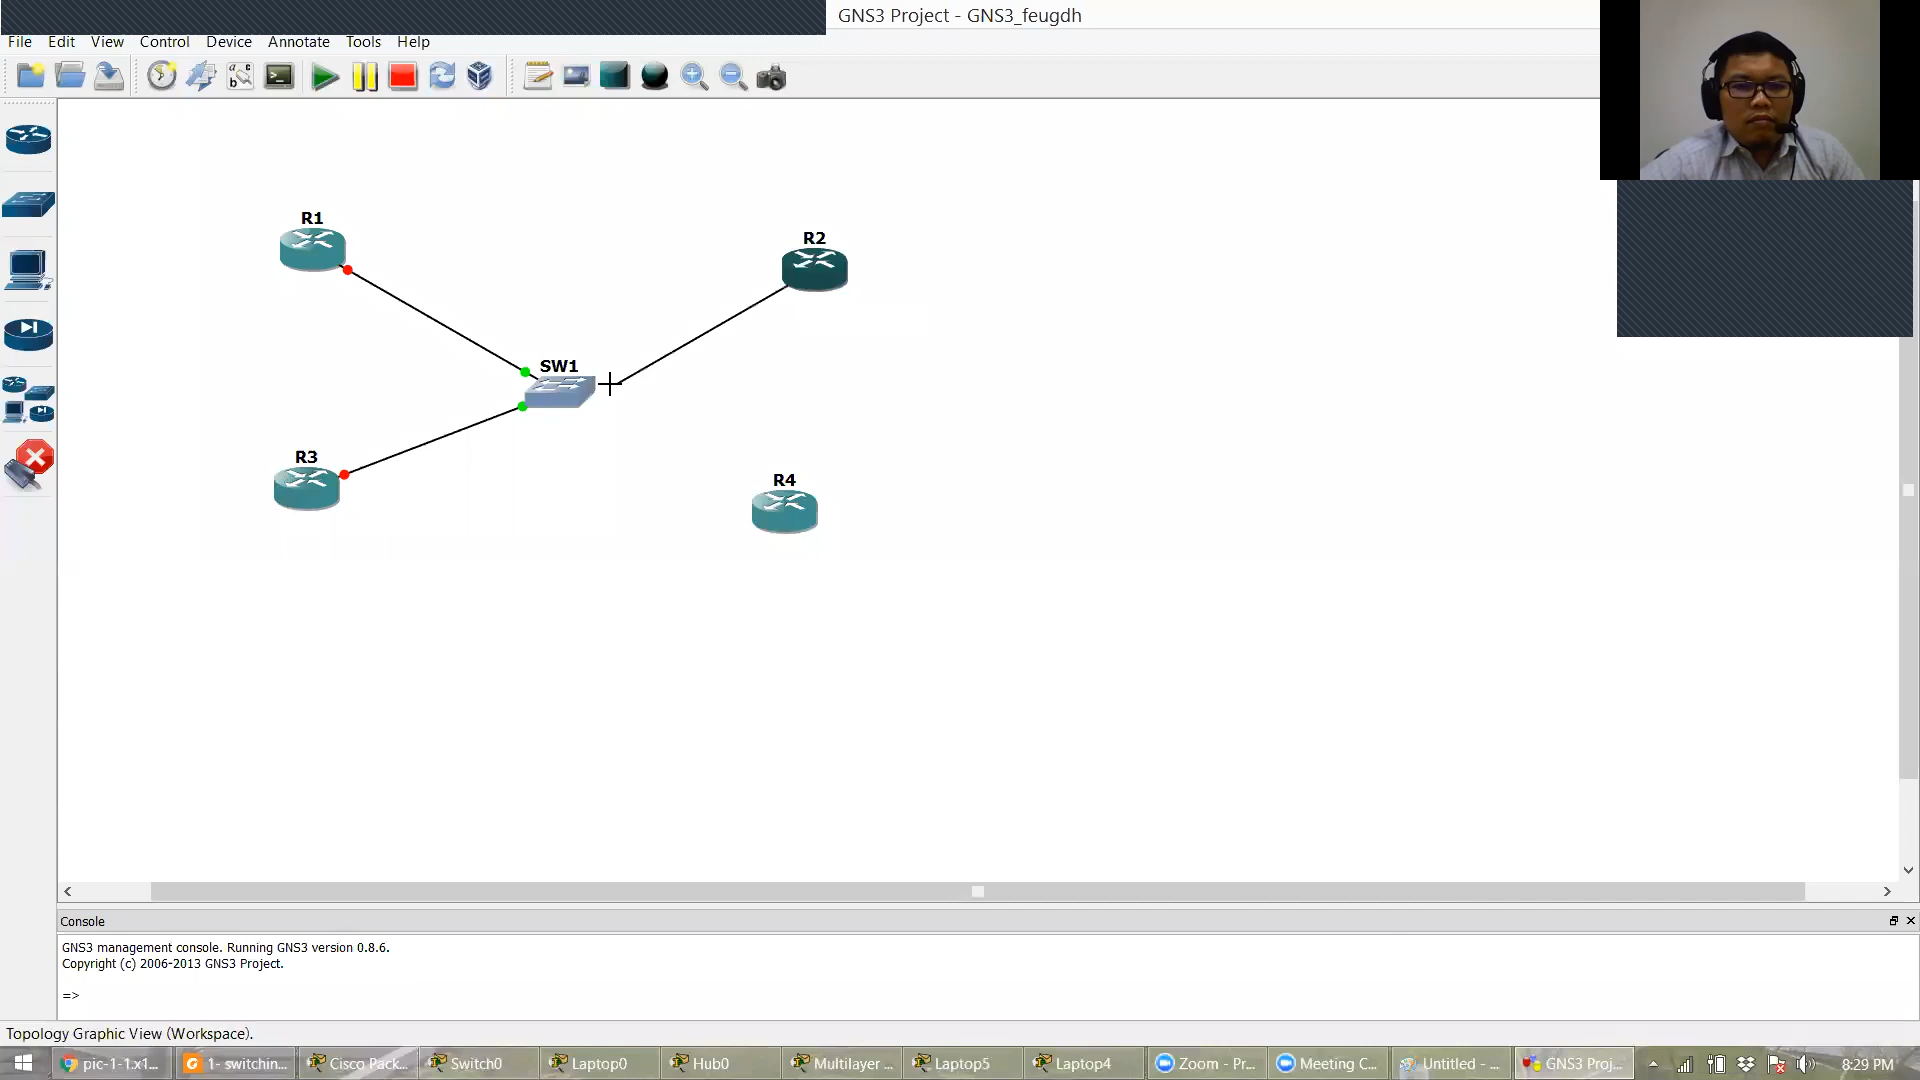 GNS3 Project - GNS3_feugdh
File Edit View Control Device Annotate Tools Help
R1
R2
SW1
R3
R4
Console
GNS3 management console. Running GNS3 version 0.8.6.
Copyright (c) 2006-2013 GNS3 Project.
=>
Topology Graphic View (Workspace).
pic-1-1.x1... 1- switchin... Cisco Pack... Switch0 Laptop0 Hub0 Multilayer ... Laptop5 Laptop4 Zoom - Pr... Meeting C... Untitled - ... GNS3 Proj... 8:29 PM